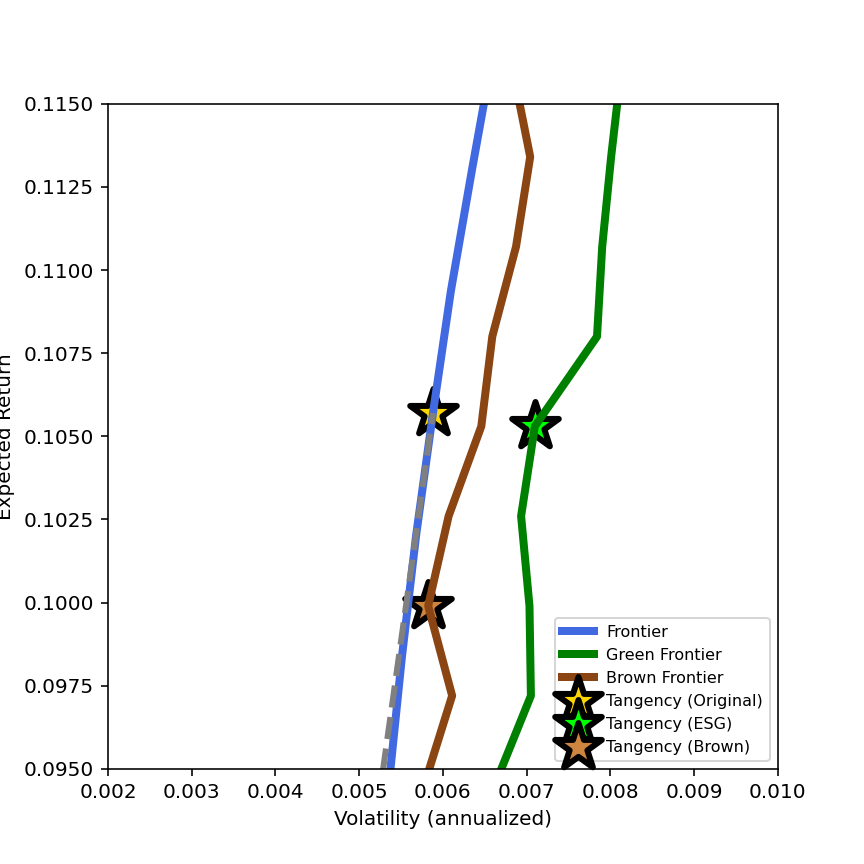 0.1150
0.1125
0.1100
0.1075
0.1050
0.1025
0.1000
0.0975
0.0950
Expected Return
0.002 0.003 0.004 0.005 0.006 0.007 0.008 0.009 0.010
Volatility (annualized)
Frontier
Green Frontier
Brown Frontier
Tangency (Original)
Tangency (ESG)
Tangency (Brown)